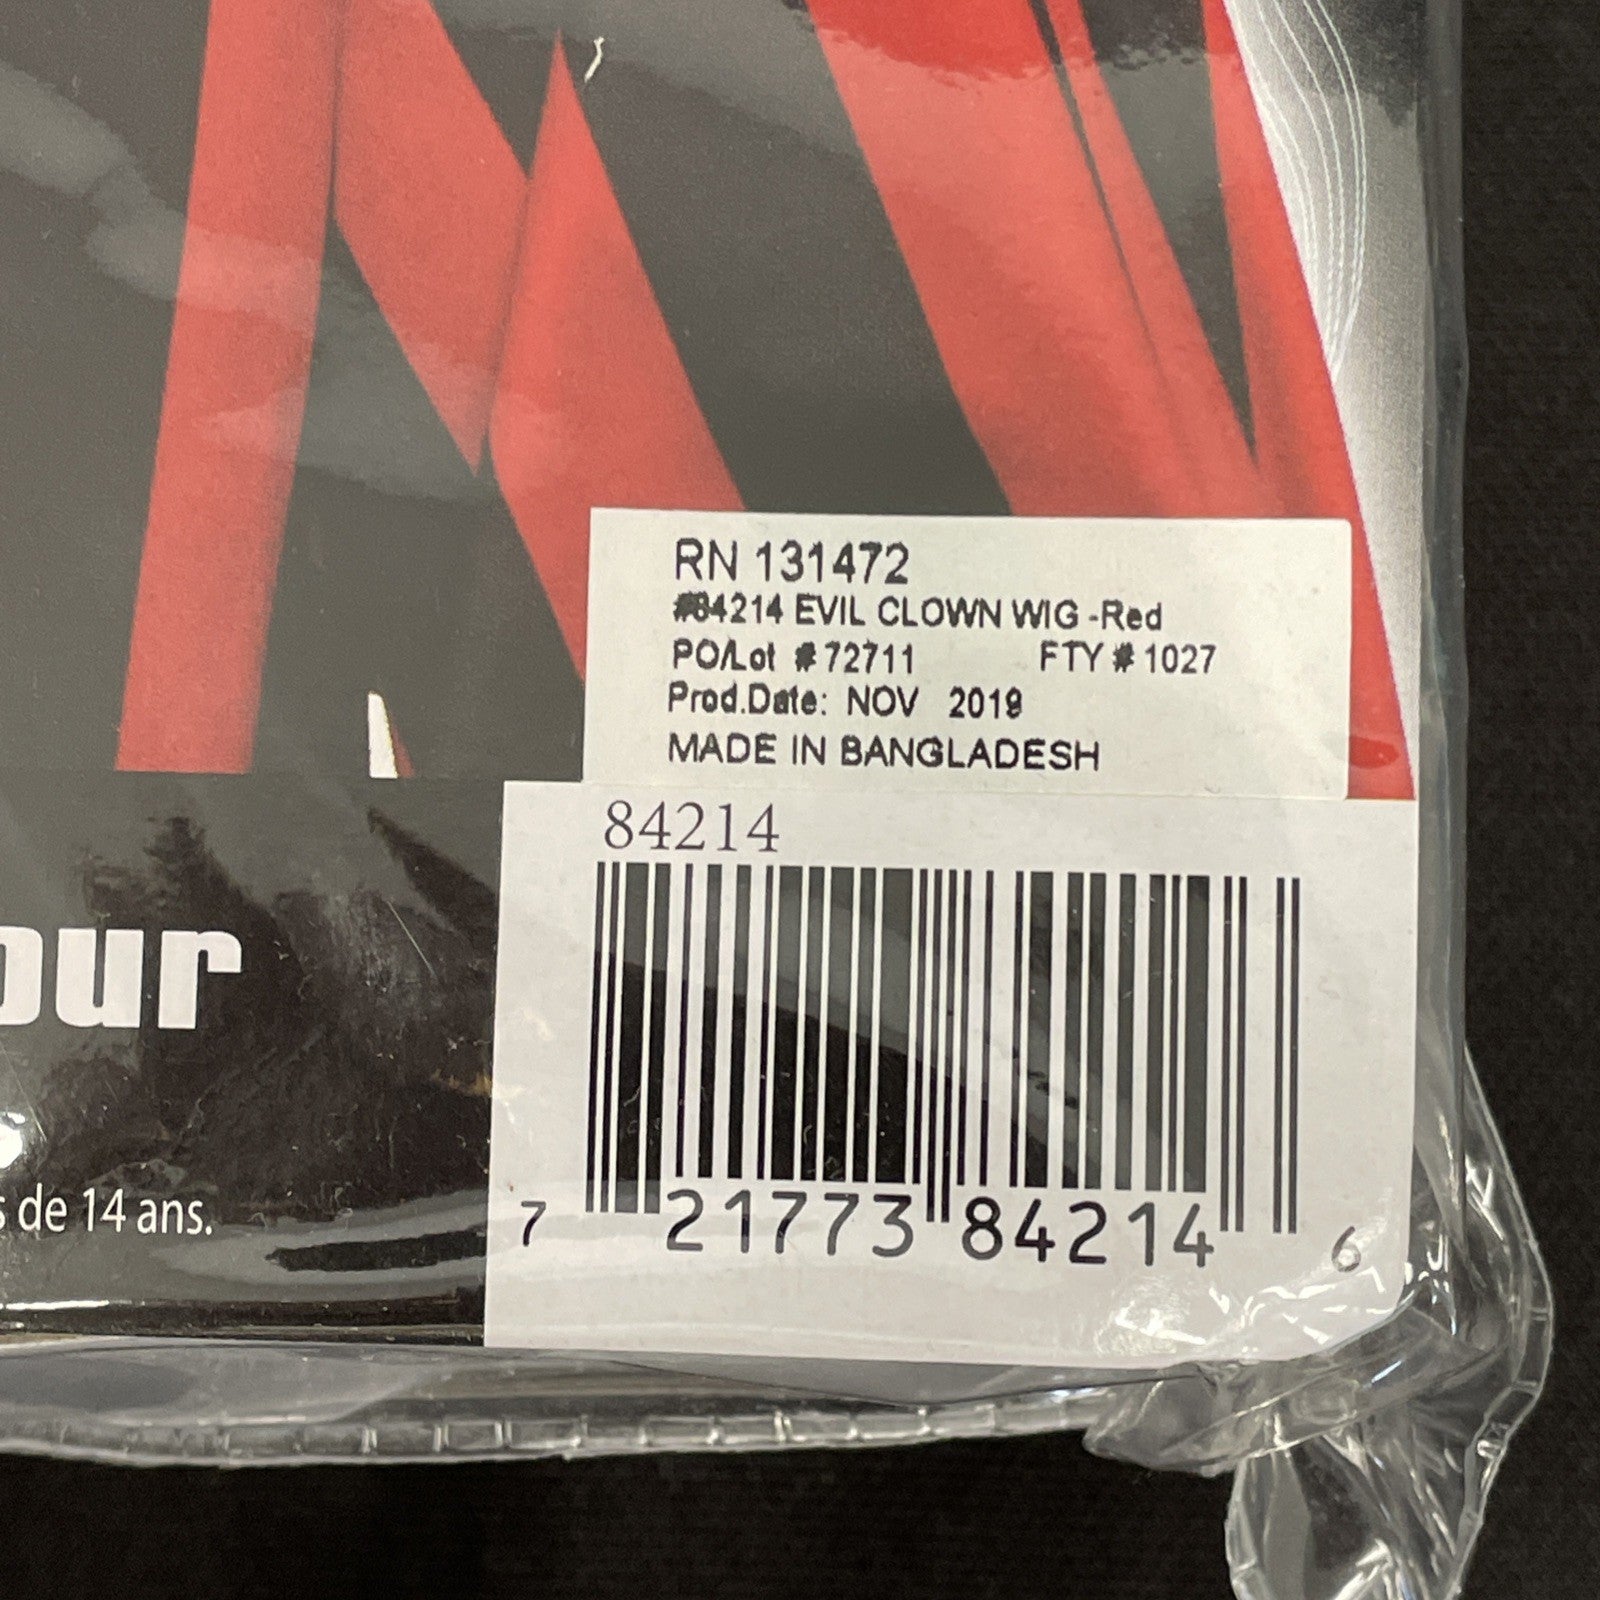 RN 131472
#84214 EVIL CLOWN WIG -Red
PO/Lot # 72711 FTY # 1027
Prod.Date: NOV 2019
MADE IN BANGLADESH
84214
7 21773 84214 6
de 14 ans.